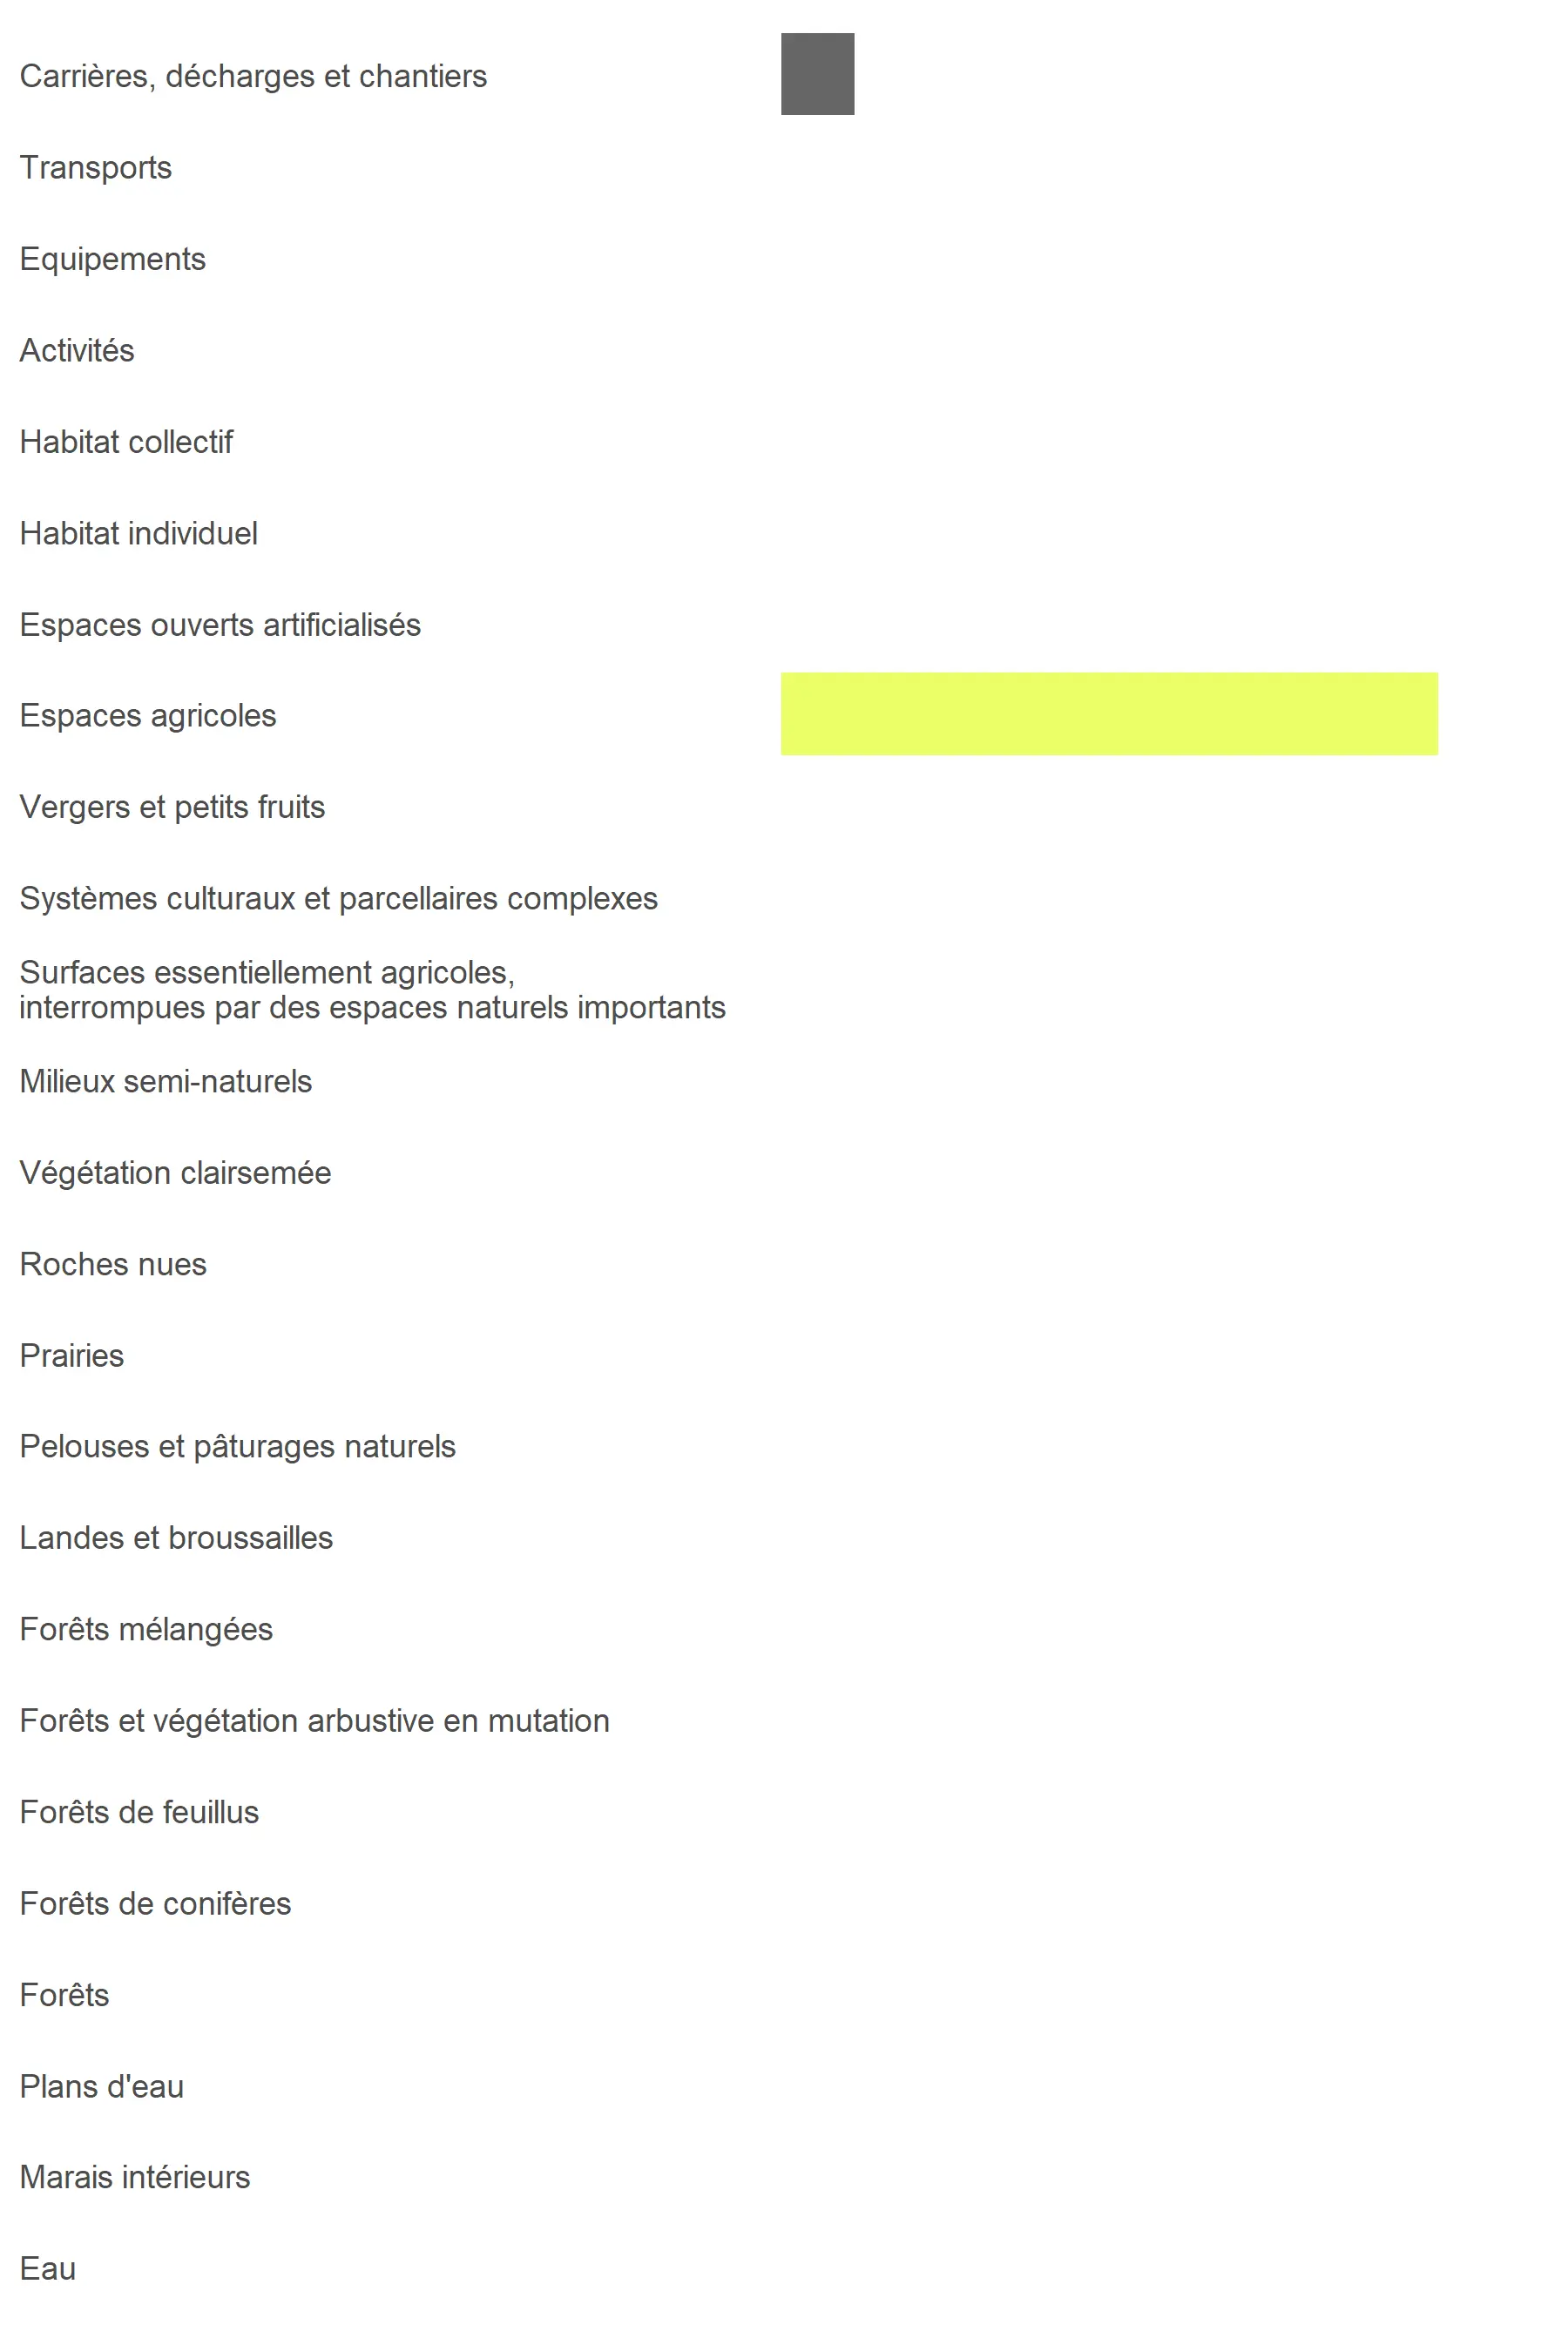 Carrières, décharges et chantiers
Transports
Equipements
Activités
Habitat collectif
Habitat individuel
Espaces ouverts artificialisés
Espaces agricoles
Vergers et petits fruits
Systèmes culturaux et parcellaires complexes
Surfaces essentiellement agricoles,
interrompues par des espaces naturels importants
Milieux semi-naturels
Végétation clairsemée
Roches nues
Prairies
Pelouses et pâturages naturels
Landes et broussailles
Forêts mélangées
Forêts et végétation arbustive en mutation
Forêts de feuillus
Forêts de conifères
Forêts
Plans d'eau
Marais intérieurs
Eau